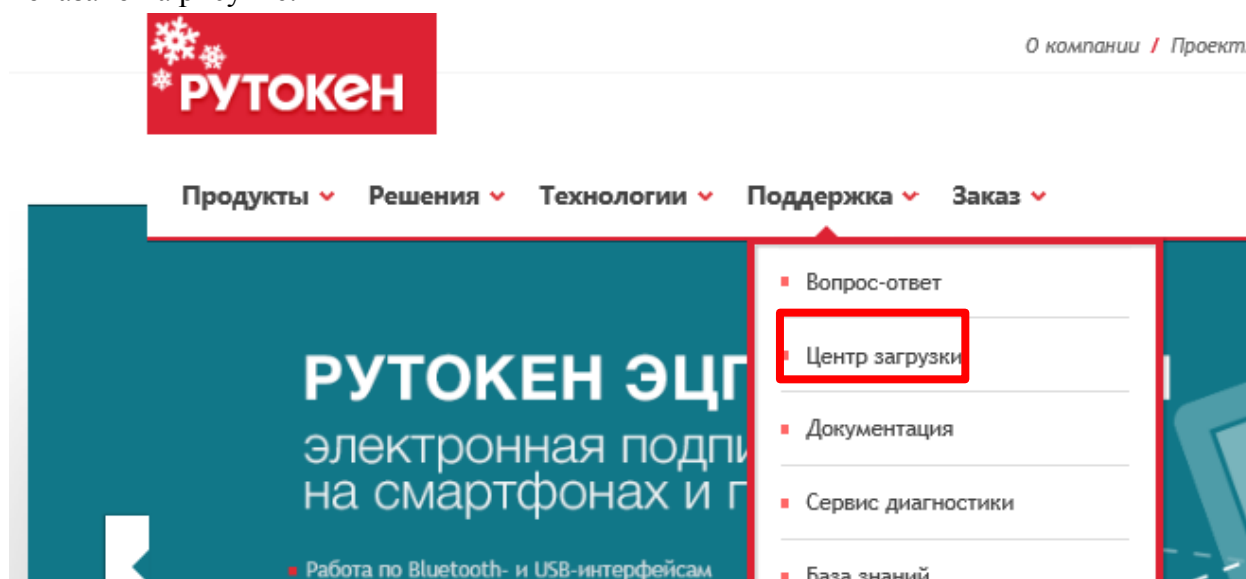 РУТОКЕН
О компании / Проект
Продукты Решения Технологии Поддержка Заказ
Вопрос-ответ
Центр загрузки
Документация
Сервис диагностики
База знаний
РУТОКЕН ЭЦП
электронная подпи
на смартфонах и п
Работа по Bluetooth- и USB-интерфейсам